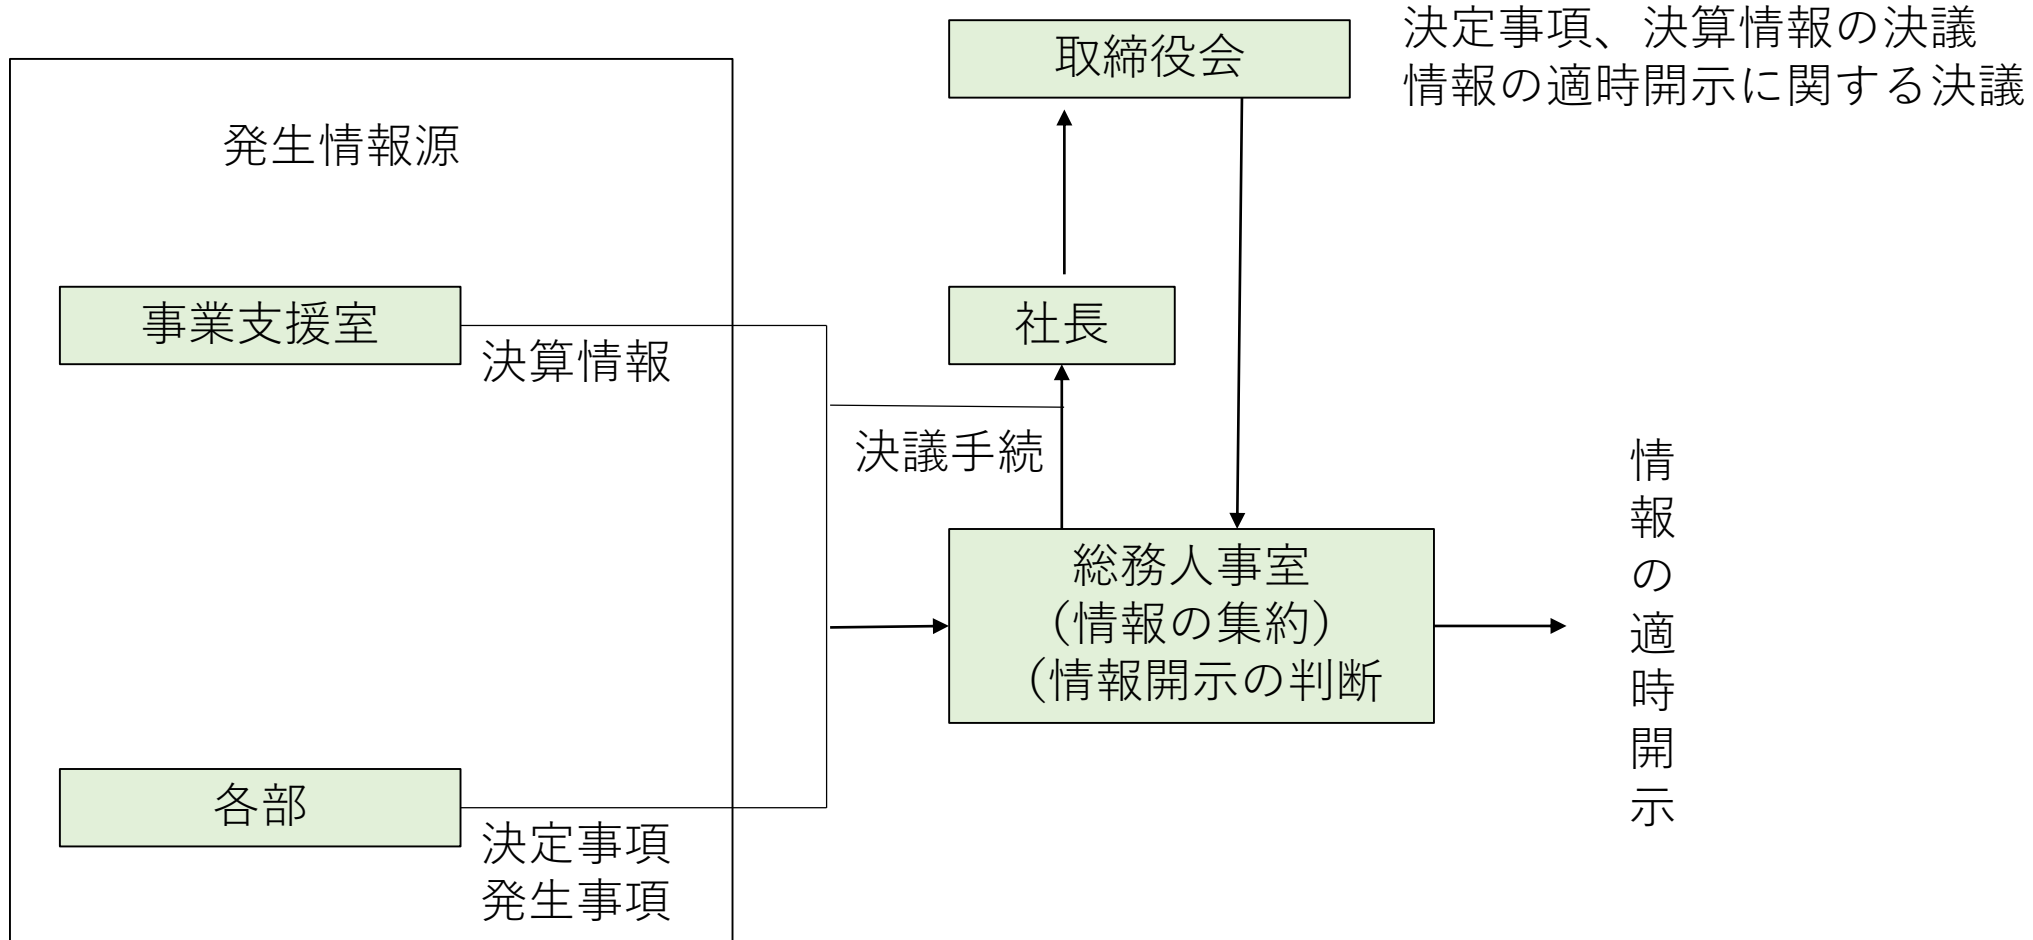 取締役会
決定事項、決算情報の決議
情報の適時開示に関する決議
発生情報源
事業支援室
決算情報
社長
決議手続
総務人事室
（情報の集約）
（情報開示の判断
情報の適時開示
各部
決定事項
発生事項